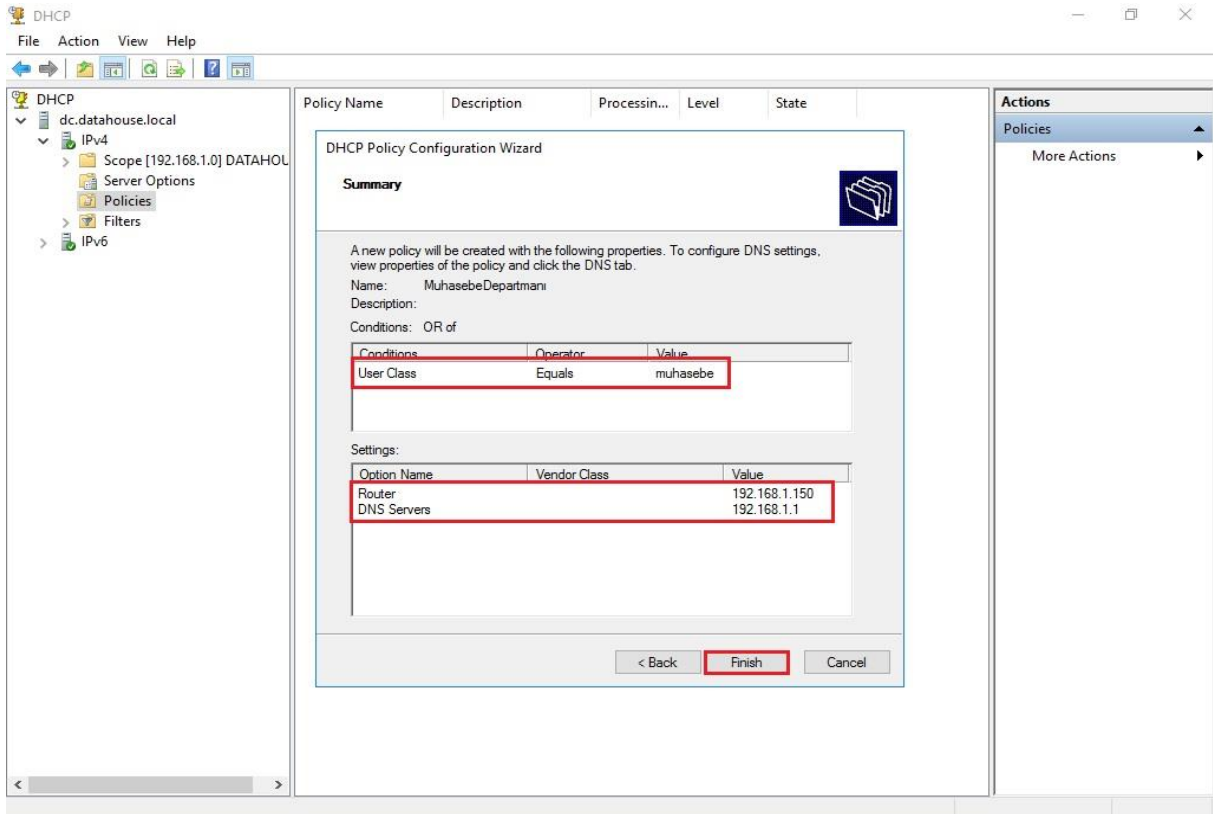 DHCP
File Action View Help
DHCP
dc.datahouse.local
IPv4
Scope [192.168.1.0] DATAHOU
Server Options
Policies
Filters
IPv6
Policy Name Description Processin... Level State
DHCP Policy Configuration Wizard
Summary
A new policy will be created with the following properties. To configure DNS settings,
view properties of the policy and click the DNS tab.
Name: MuhasebeDepartmanı
Description:
Conditions: OR of
Conditions Operator Value
User Class Equals muhasebe
Settings:
Option Name Vendor Class Value
Router 192.168.1.150
DNS Servers 192.168.1.1
< Back Finish Cancel
Actions
Policies
More Actions